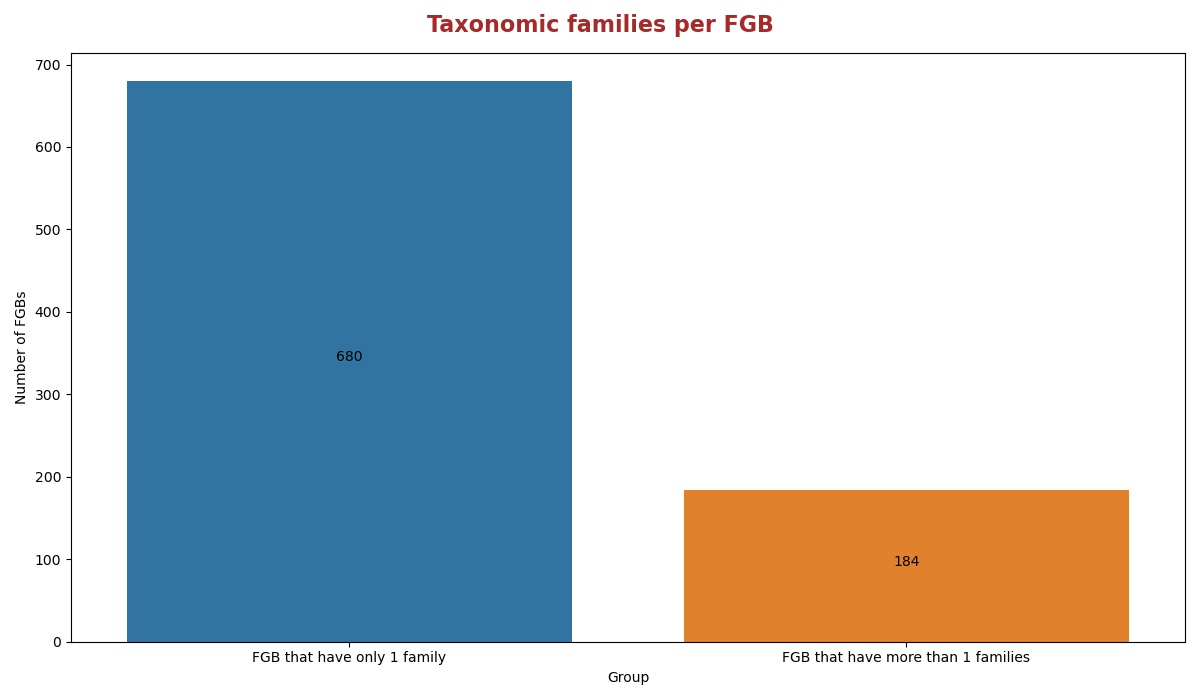 Taxonomic families per FGB
Number of FGBs
700
600
500
400
300
200
100
0
680
184
FGB that have only 1 family
FGB that have more than 1 families
Group